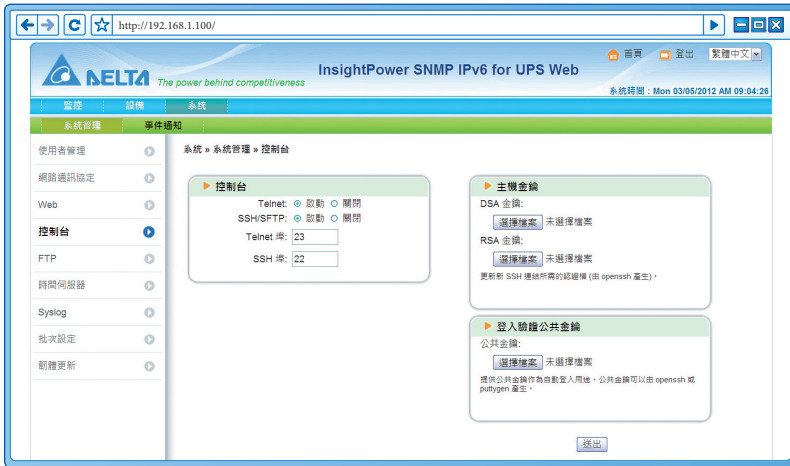 http://192.168.1.100/
首頁 登出 繁體中文
DELTA The power behind competitiveness
InsightPower SNMP IPv6 for UPS Web
系統時間：Mon 03/05/2012 AM 09:04:26
監控 設備 系統
系統管理 事件通知
使用者管理
網路通訊協定
Web
控制台
FTP
時間伺服器
Syslog
批次設定
韌體更新
系統 » 系統管理 » 控制台
控制台
Telnet: 啟動 關閉
SSH/SFTP: 啟動 關閉
Telnet 埠: 23
SSH 埠: 22
主機金鑰
DSA 金鑰:
選擇檔案 未選擇檔案
RSA 金鑰:
選擇檔案 未選擇檔案
更新新 SSH 連結所需的認證檔 (由 openssh 產生)。
登入驗證公共金鑰
公共金鑰:
選擇檔案 未選擇檔案
提供公共金鑰作為自動登入用途。公共金鑰可以由 openssh 或
puttygen 產生。
送出